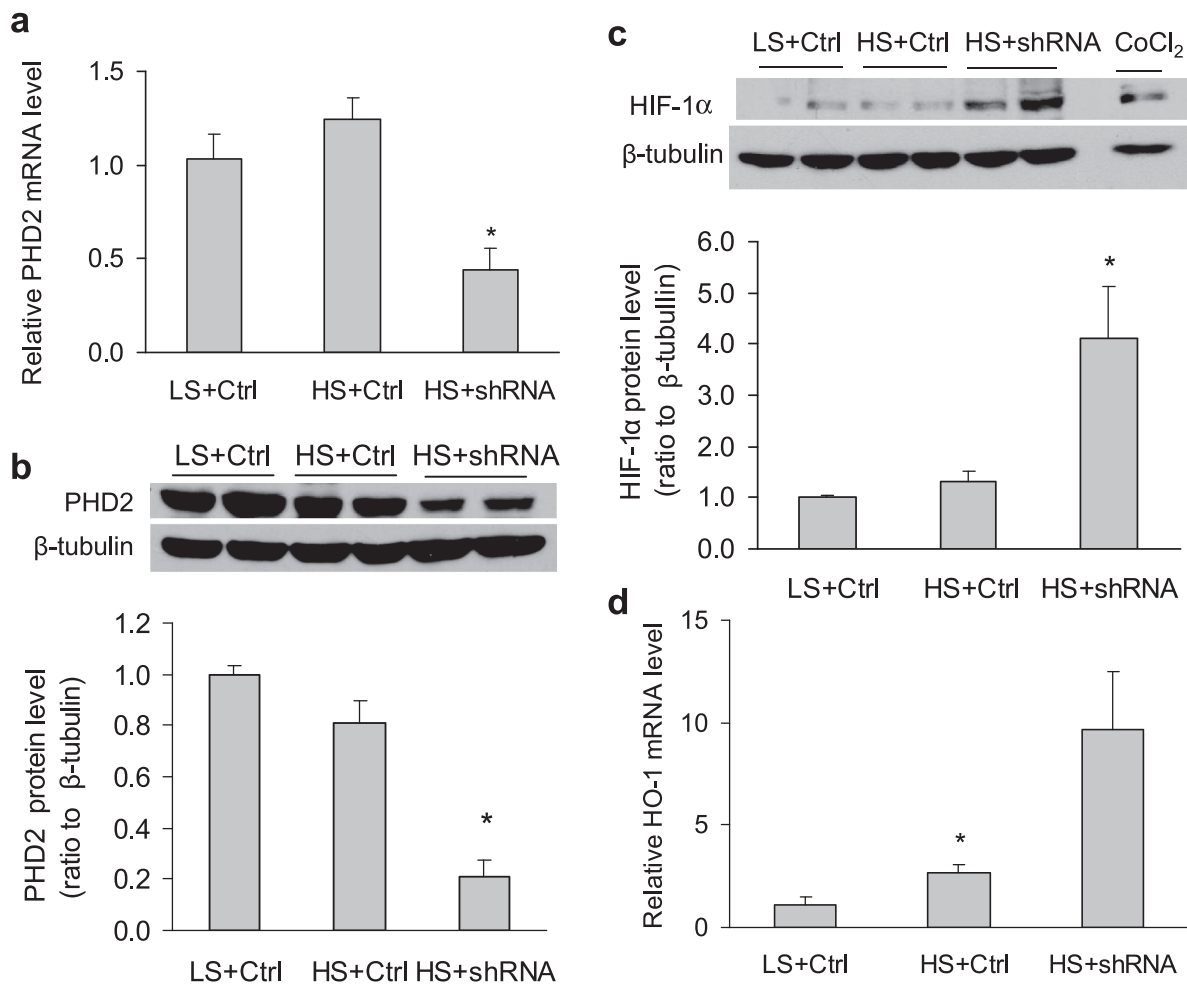 a
Relative PHD2 mRNA level
1.5
1.0
0.5
0.0
*
LS+Ctrl HS+Ctrl HS+shRNA
b
LS+Ctrl HS+Ctrl HS+shRNA
PHD2
β-tubulin
PHD2 protein level
(ratio to β-tubulin)
1.2
1.0
0.8
0.6
0.4
0.2
0.0
*
LS+Ctrl HS+Ctrl HS+shRNA
c
LS+Ctrl HS+Ctrl HS+shRNA CoCl2
HIF-1α
β-tubulin
HIF-1α protein level
(ratio to β-tubullin)
6.0
5.0
4.0
3.0
2.0
1.0
0.0
*
LS+Ctrl HS+Ctrl HS+shRNA
d
Relative HO-1 mRNA level
15
10
5
0
*
LS+Ctrl HS+Ctrl HS+shRNA